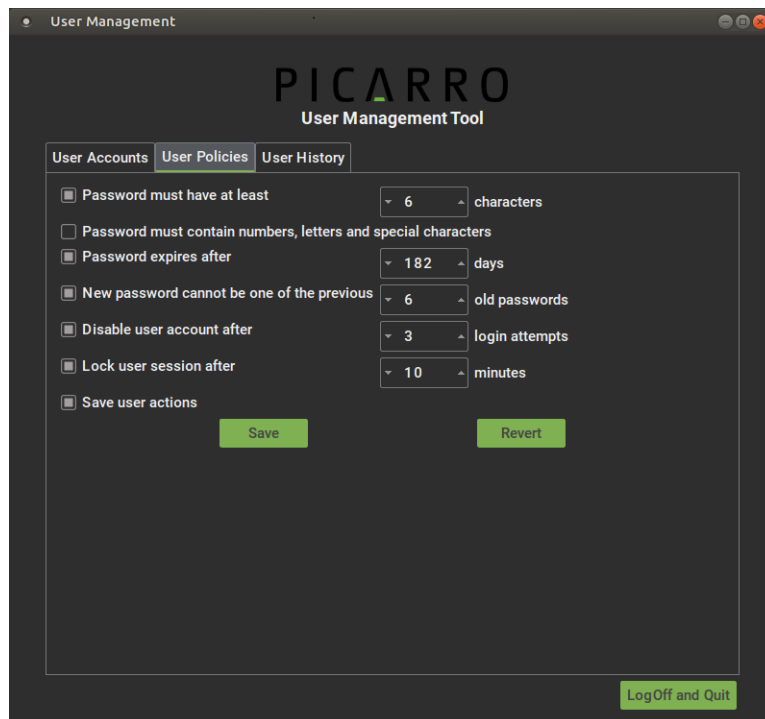 User Management
PICARRO
User Management Tool
User Accounts User Policies User History
Password must have at least 6 characters
Password must contain numbers, letters and special characters
Password expires after 182 days
New password cannot be one of the previous 6 old passwords
Disable user account after 3 login attempts
Lock user session after 10 minutes
Save user actions
Save Revert
LogOff and Quit